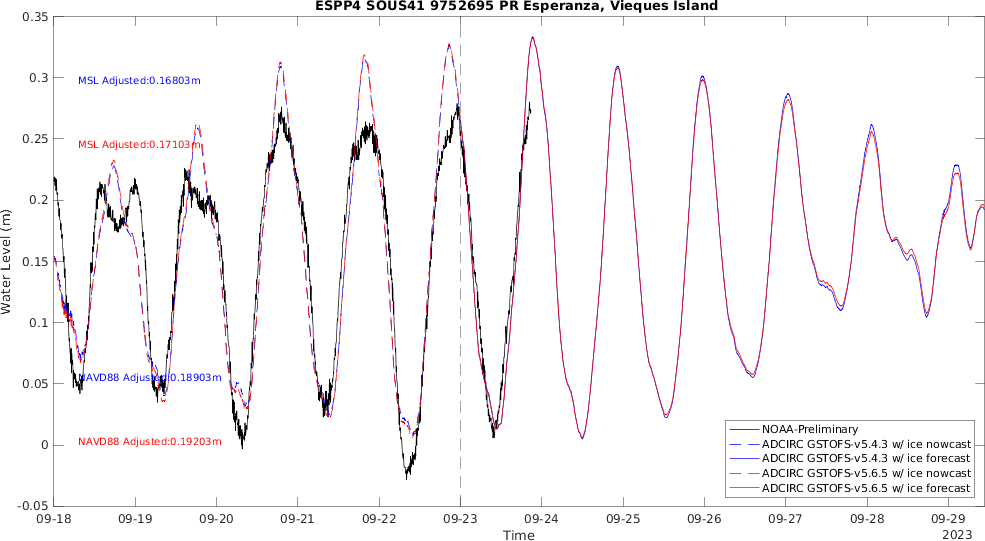 ESPP4 SOUS41 9752695 PR Esperanza, Vieques Island
0.35
0.3
0.25
0.2
0.15
0.1
0.05
0
-0.05
Water Level (m)
MSL Adjusted:0.16803m
MSL Adjusted:0.17103m
NAVD88 Adjusted:0.18903m
NAVD88 Adjusted:0.19203m
NOAA-Preliminary
ADCIRC GSTOFS-v5.4.3 w/ ice nowcast
ADCIRC GSTOFS-v5.4.3 w/ ice forecast
ADCIRC GSTOFS-v5.6.5 w/ ice nowcast
ADCIRC GSTOFS-v5.6.5 w/ ice forecast
09-18 09-19 09-20 09-21 09-22 09-23 09-24 09-25 09-26 09-27 09-28 09-29
Time
2023